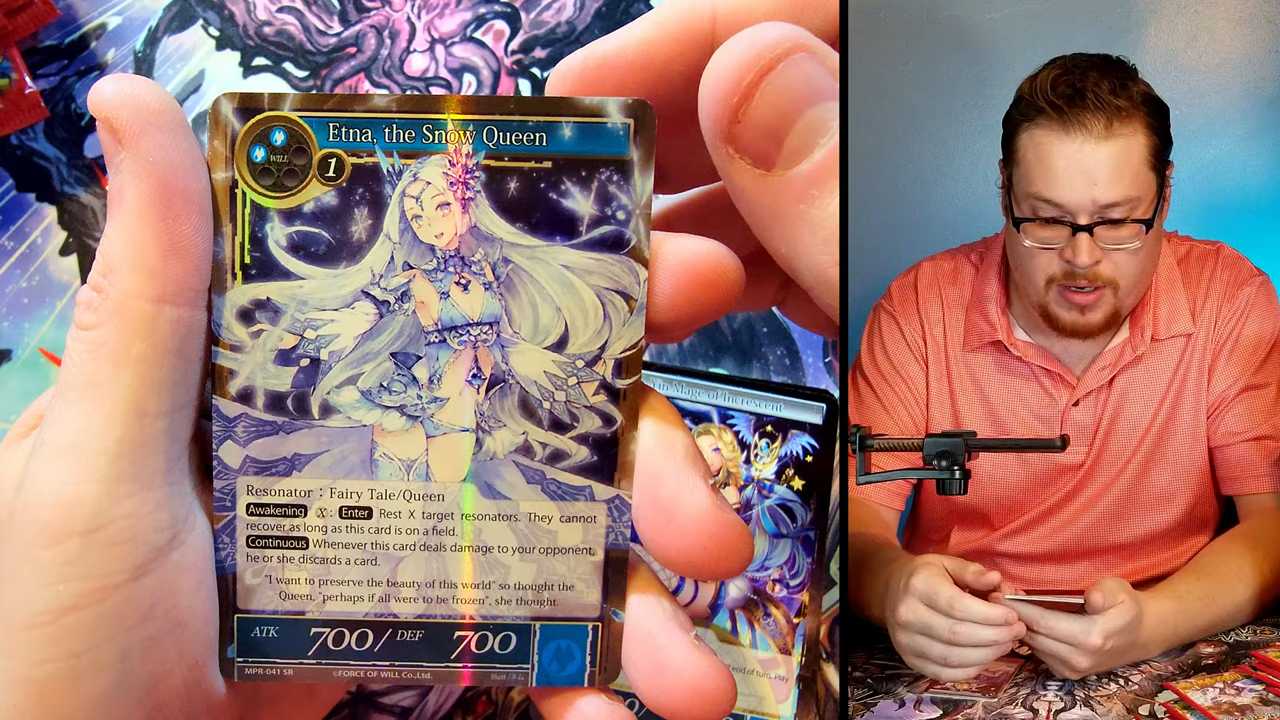 Etna, the Snow Queen
WILL
1
Resonator : Fairy Tale/Queen
Awakening X : Enter Rest X target resonators. They cannot
recover as long as this card is on a field.
Continuous Whenever this card deals damage to your opponent,
he or she discards a card.
"I want to preserve the beauty of this world" so thought the
Queen, "perhaps if all were to be frozen", she thought.
ATK 700 / DEF 700
MPR-041 SR ©FORCE OF WILL Co.,Ltd. Illust
Yin Mage of Increscent
end of turn. Play